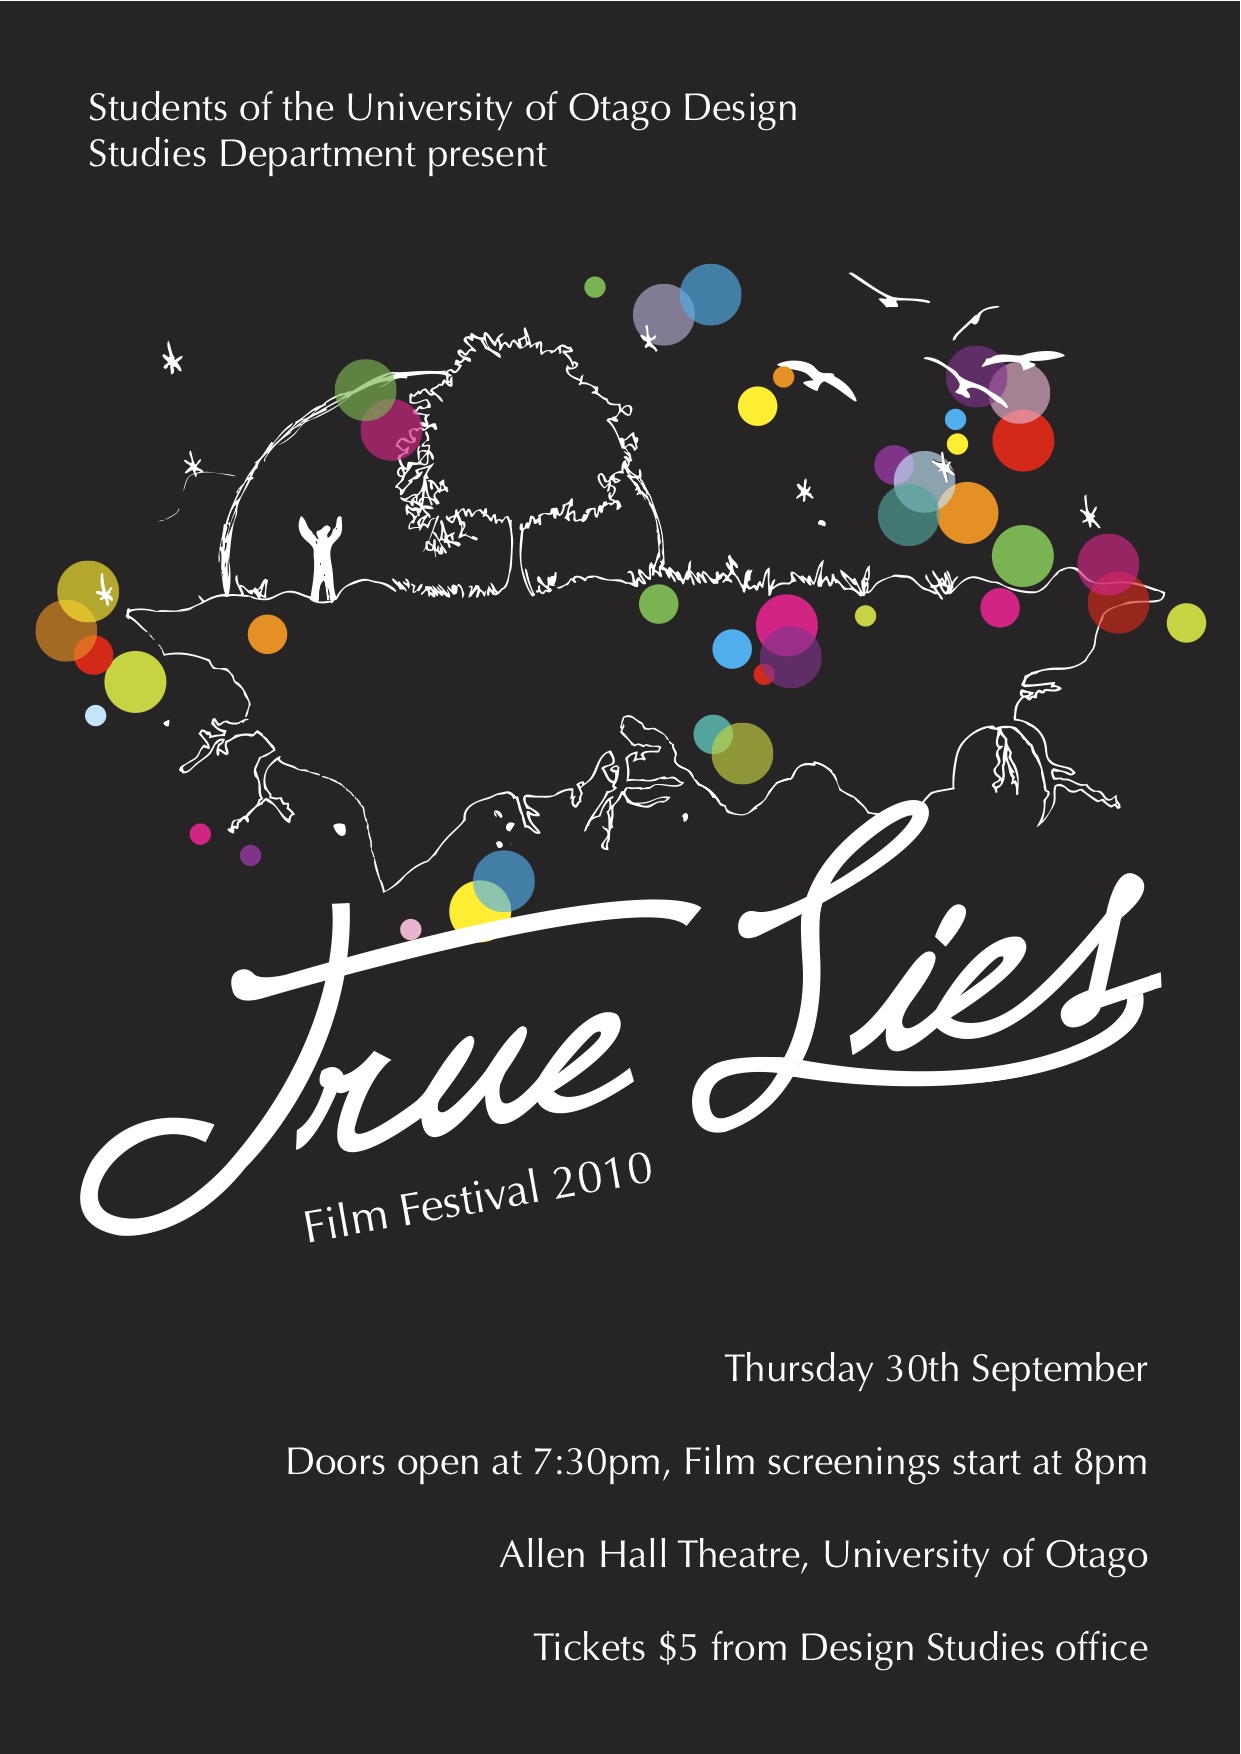 Students of the University of Otago Design
Studies Department present
True Lies
Film Festival 2010
Thursday 30th September
Doors open at 7:30pm, Film screenings start at 8pm
Allen Hall Theatre, University of Otago
Tickets $5 from Design Studies office